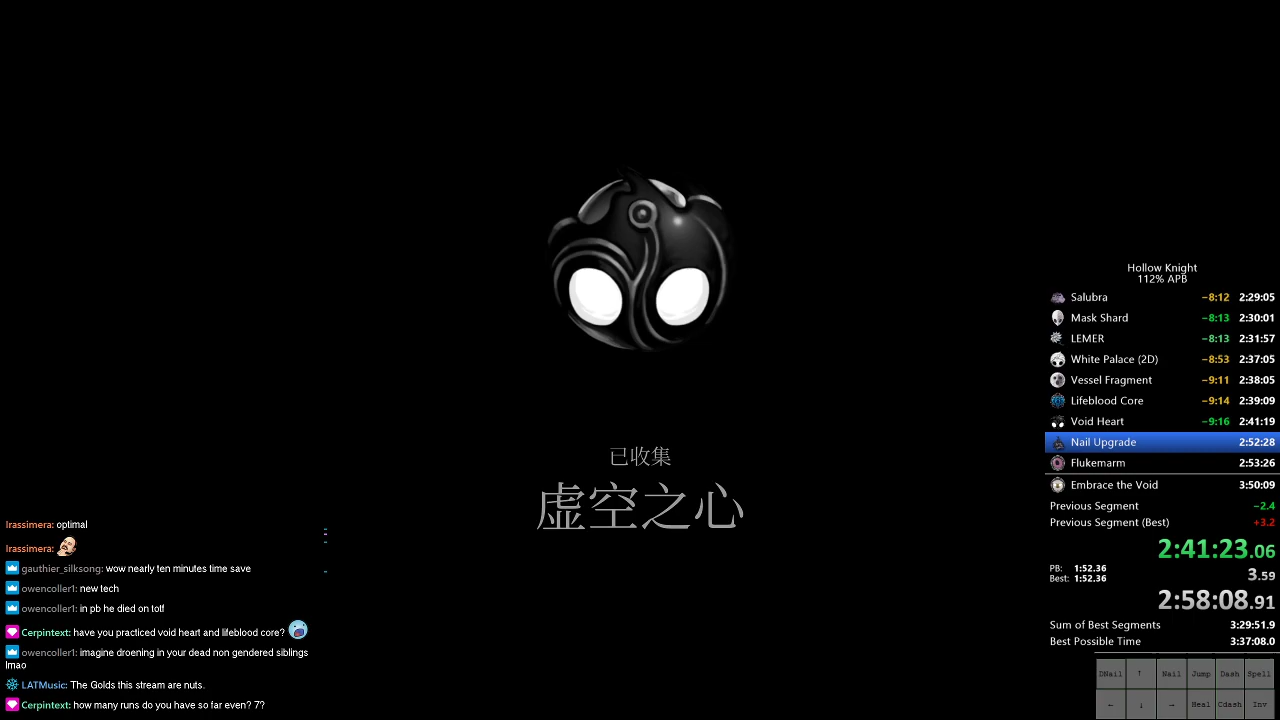 已收集
虚空之心
Hollow Knight
112% APB
Salubra −8:12 2:29:05
Mask Shard −8:13 2:30:01
LEMER −8:13 2:31:57
White Palace (2D) −8:53 2:37:05
Vessel Fragment −9:11 2:38:05
Lifeblood Core −9:14 2:39:09
Void Heart −9:16 2:41:19
Nail Upgrade 2:52:28
Flukemarm 2:53:26
Embrace the Void 3:50:09
Previous Segment −2.4
Previous Segment (Best) +3.2
2:41:23.06
PB: 1:52.36
Best: 1:52.36
3.59
2:58:08.91
Sum of Best Segments 3:29:51.9
Best Possible Time 3:37:08.0
DNail ↑ Nail Jump Dash Spell
← ↓ → Heal Cdash Inv
Irassimera: optimal
Irassimera:
gauthier_silksong: wow nearly ten minutes time save
owencoller1: new tech
owencoller1: in pb he died on totf
Cerpintext: have you practiced void heart and lifeblood core?
owencoller1: imagine droening in your dead non gendered siblings
lmao
LATMusic: The Golds this stream are nuts.
Cerpintext: how many runs do you have so far even? 7?